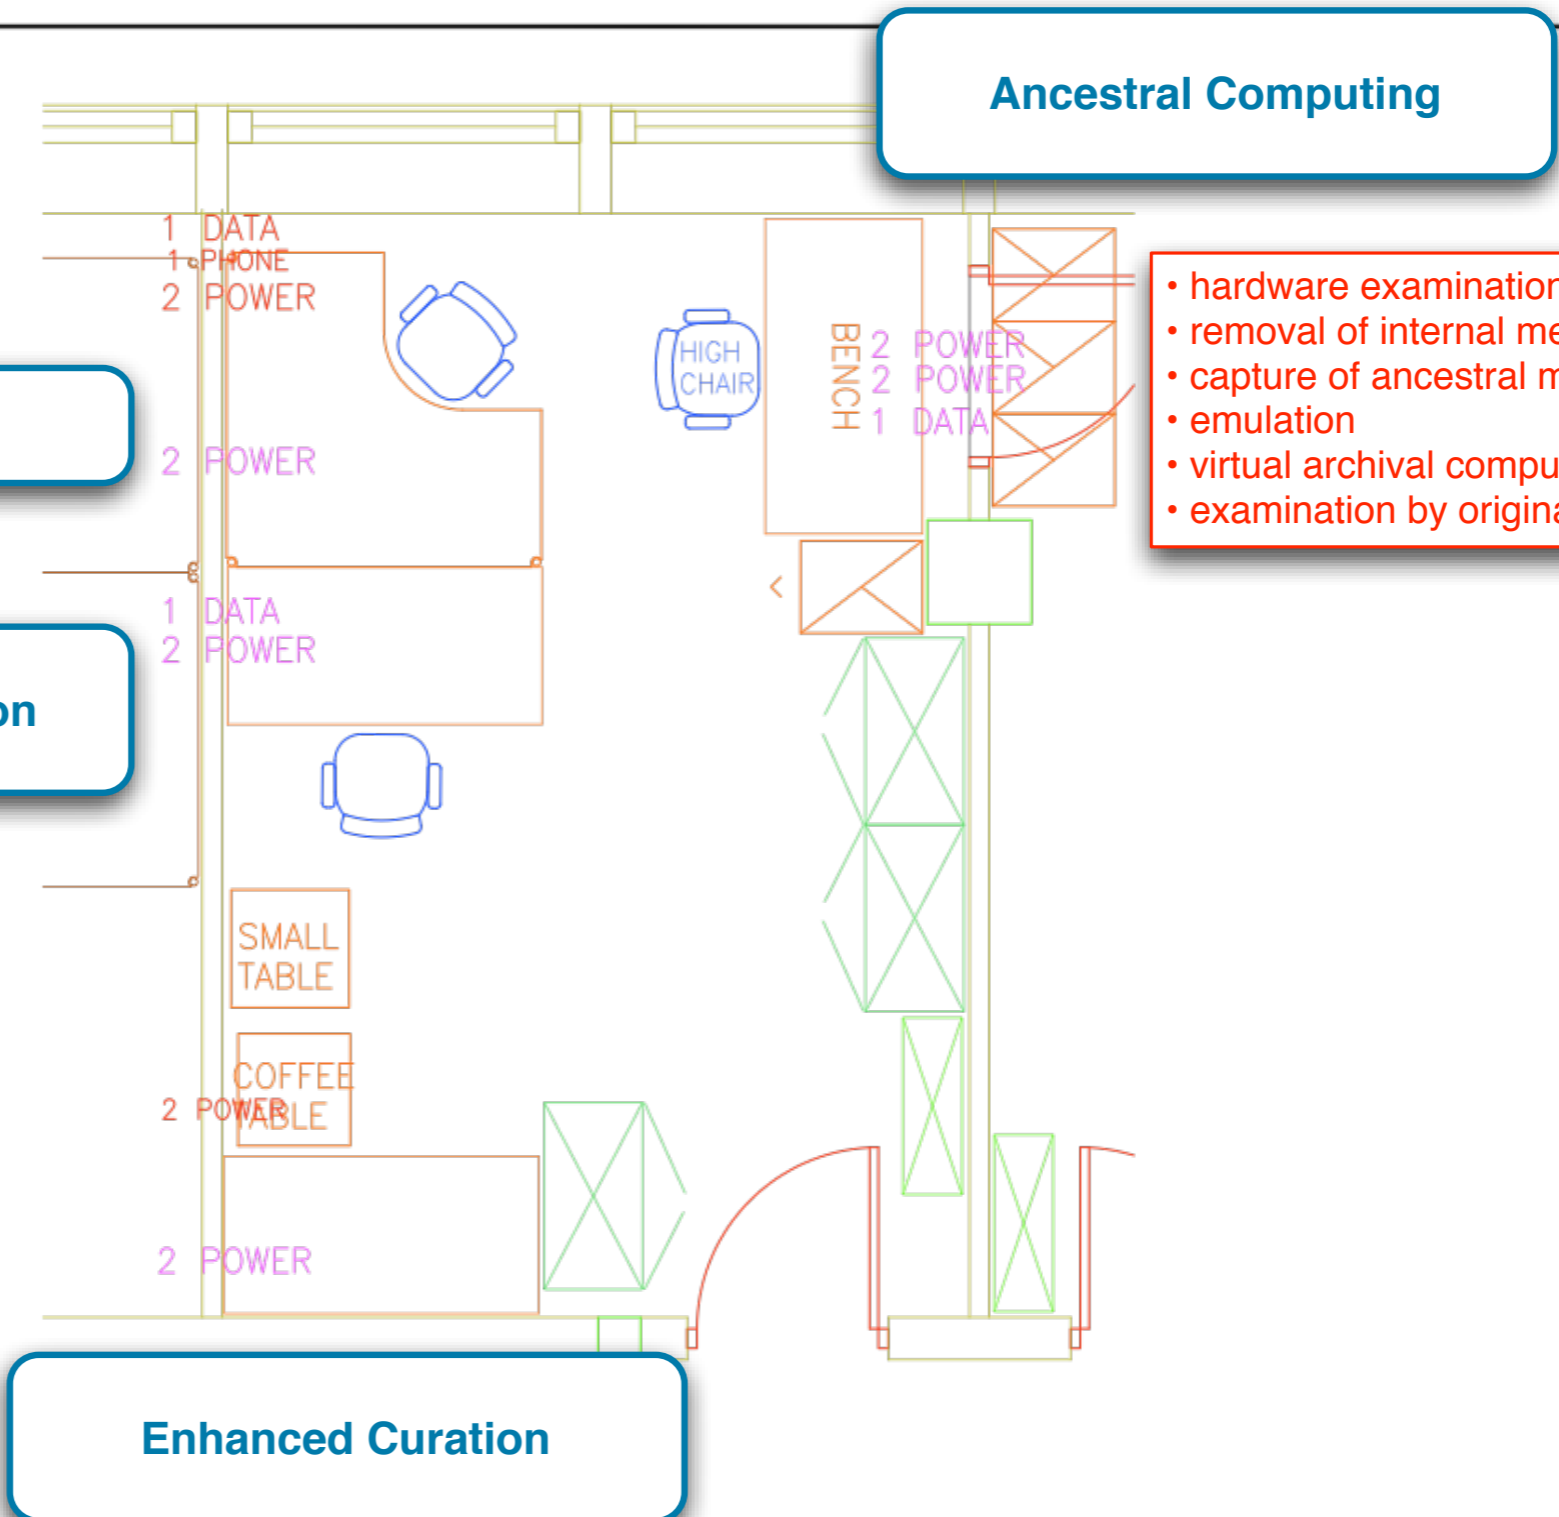 Ancestral Computing
1 DATA
1 PHONE
2 POWER
HIGH
CHAIR
BENCH
2 POWER
2 POWER
1 DATA
• hardware examination
• removal of internal me
• capture of ancestral m
• emulation
• virtual archival compu
• examination by origina
2 POWER
1 DATA
2 POWER
on
SMALL
TABLE
COFFEE
TABLE
2 POWER
2 POWER
Enhanced Curation